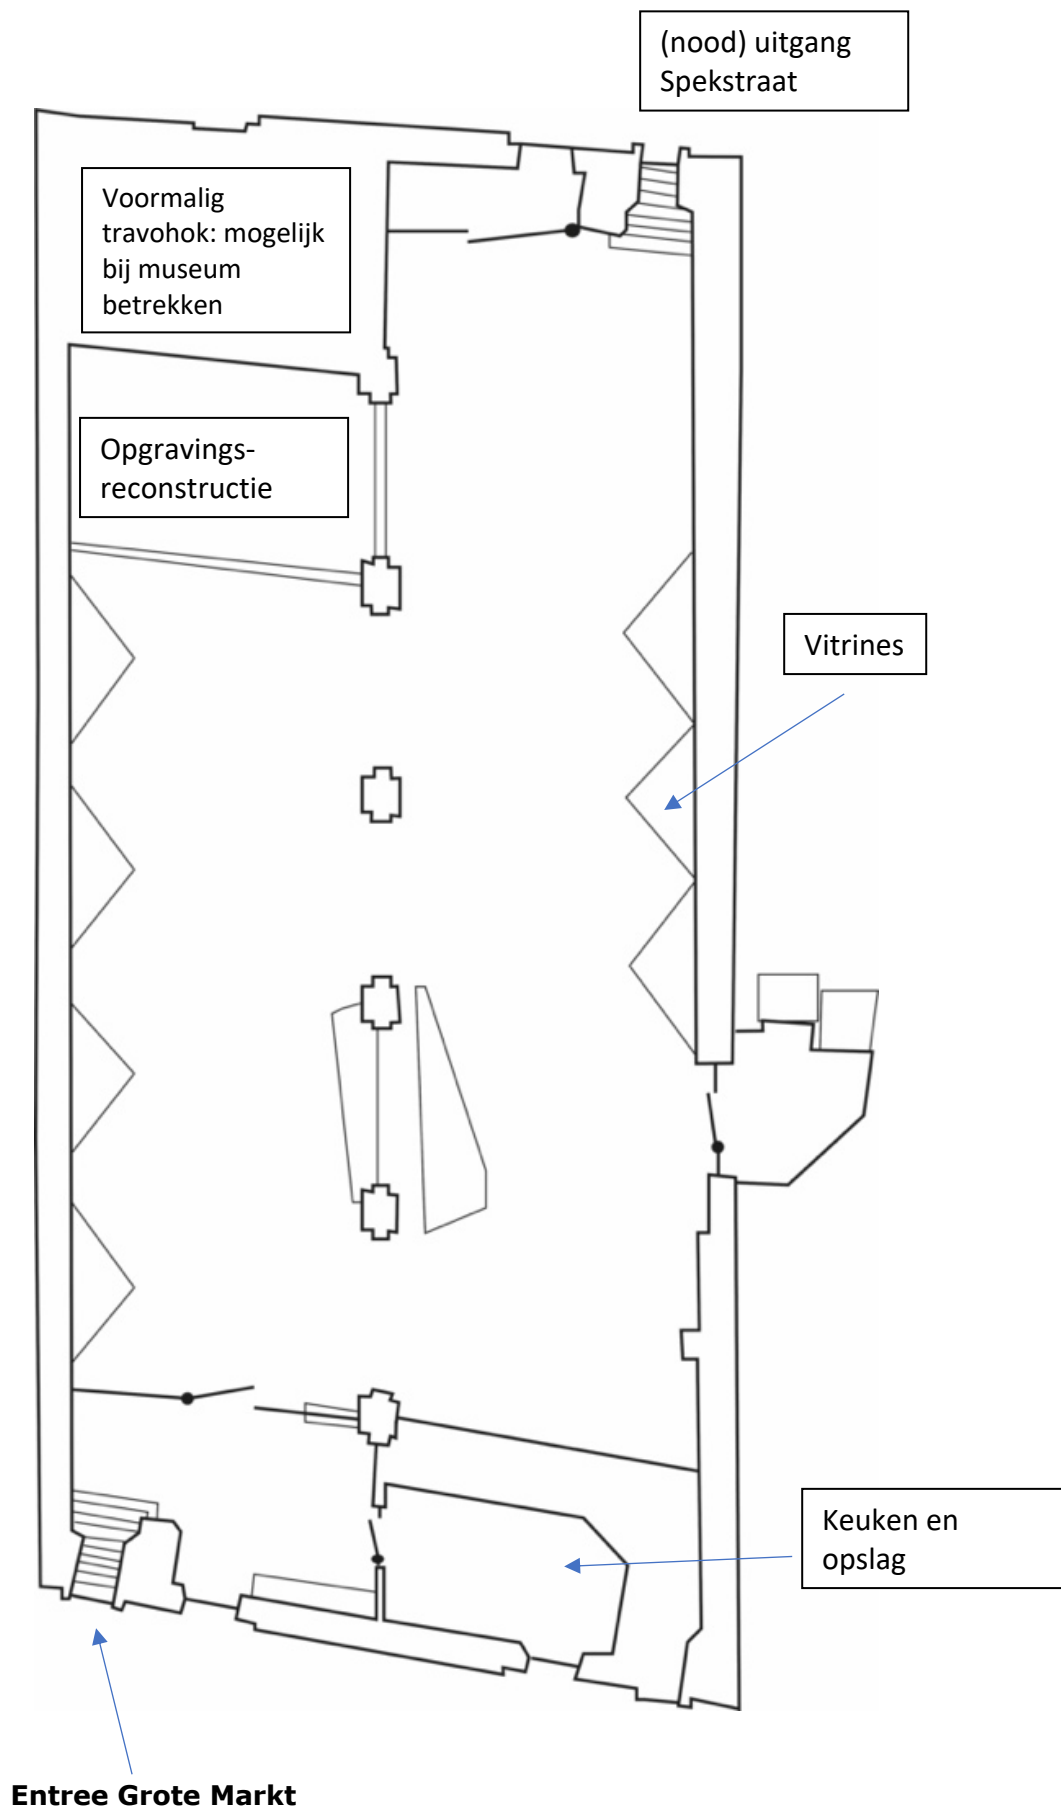 (nood) uitgang
Spekstraat
Voormalig
travohok: mogelijk
bij museum
betrekken
Opgravings-
reconstructie
Vitrines
Keuken en
opslag
Entree Grote Markt